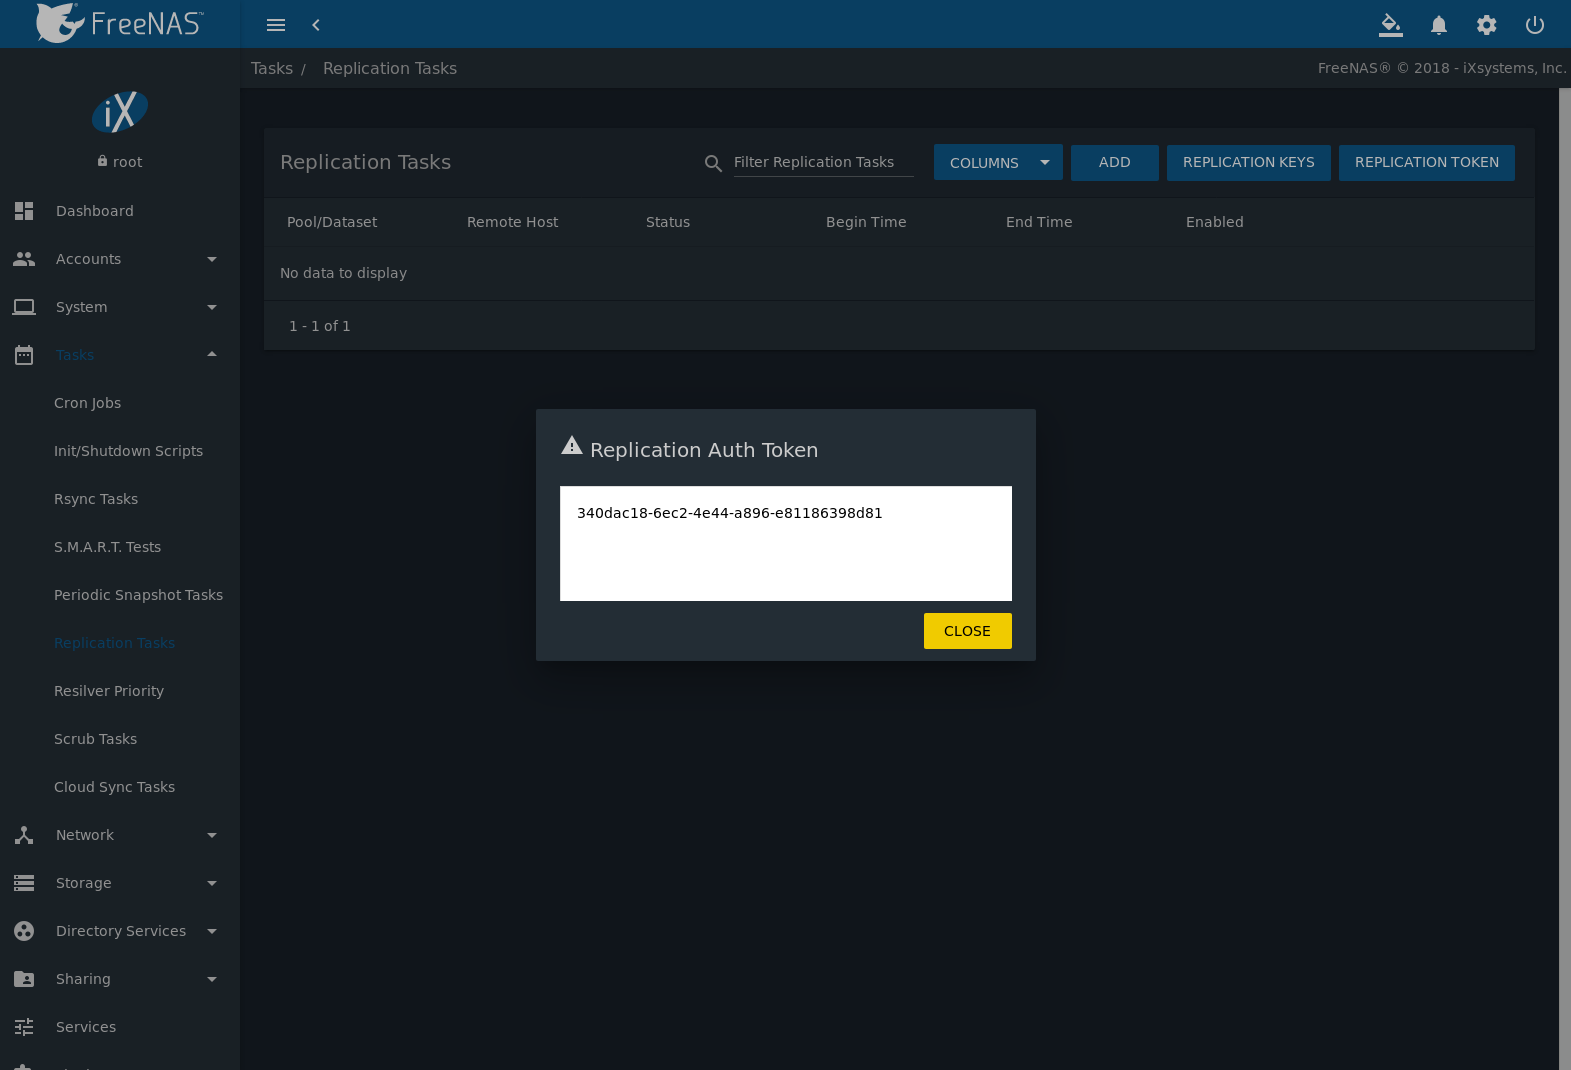 FreeNAS™
Tasks / Replication Tasks
FreeNAS® © 2018 - iXsystems, Inc.
iX
root
Dashboard
Accounts
System
Tasks
Cron Jobs
Init/Shutdown Scripts
Rsync Tasks
S.M.A.R.T. Tests
Periodic Snapshot Tasks
Replication Tasks
Resilver Priority
Scrub Tasks
Cloud Sync Tasks
Network
Storage
Directory Services
Sharing
Services
Replication Tasks
Filter Replication Tasks
COLUMNS
ADD
REPLICATION KEYS
REPLICATION TOKEN
Pool/Dataset Remote Host Status Begin Time End Time Enabled
No data to display
1 - 1 of 1
Replication Auth Token
340dac18-6ec2-4e44-a896-e81186398d81
CLOSE